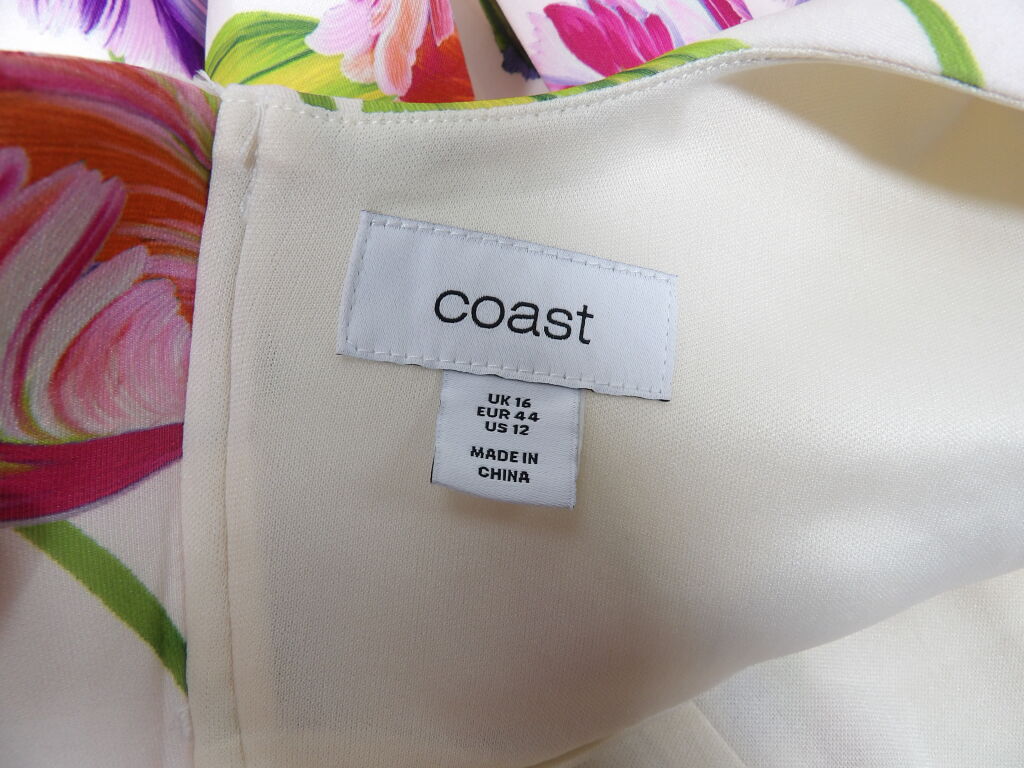 coast
UK 16
EUR 44
US 12
MADE IN
CHINA